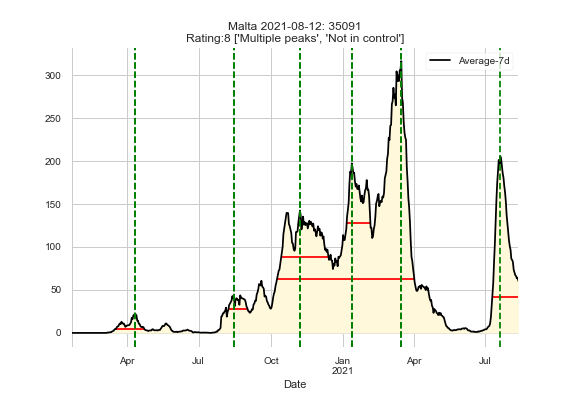 Malta 2021-08-12: 35091
Rating:8 ['Multiple peaks', 'Not in control']
Average-7d
300
250
200
150
100
50
0
Apr Jul Oct Jan Apr Jul
2021
Date